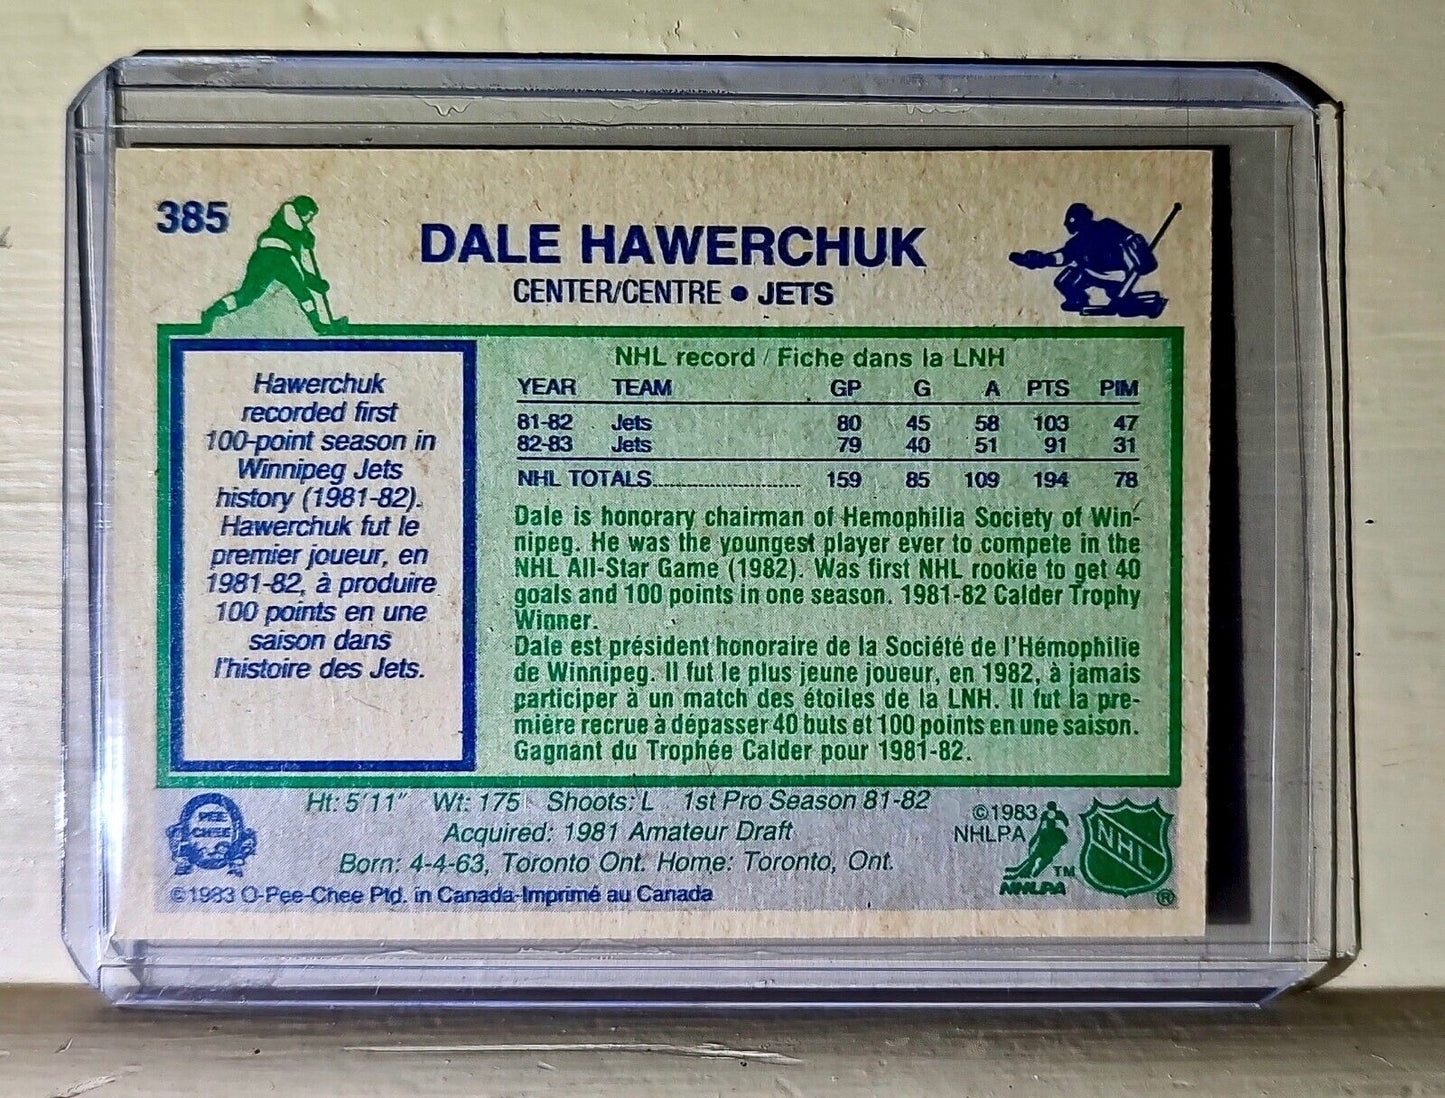 385
DALE HAWERCHUK
CENTER/CENTRE • JETS
Hawerchuk
recorded first
100-point season in
Winnipeg Jets
history (1981-82).
Hawerchuk fut le
premier joueur, en
1981-82, à produire
100 points en une
saison dans
l'histoire des Jets.
NHL record / Fiche dans la LNH
YEAR TEAM GP G A PTS PIM
81-82 Jets 80 45 58 103 47
82-83 Jets 79 40 51 91 31
NHL TOTALS 159 85 109 194 78
Dale is honorary chairman of Hemophilia Society of Win-
nipeg. He was the youngest player ever to compete in the
NHL All-Star Game (1982). Was first NHL rookie to get 40
goals and 100 points in one season. 1981-82 Calder Trophy
Winner.
Dale est président honoraire de la Société de l'Hémophilie
de Winnipeg. Il fut le plus jeune joueur, en 1982, à jamais
participer à un match des étoiles de la LNH. Il fut la pre-
mière recrue à dépasser 40 buts et 100 points en une saison.
Gagnant du Trophée Calder pour 1981-82.
O
PEE
CHEE
Ht: 5'11" Wt: 175 Shoots: L 1st Pro Season 81-82
Acquired: 1981 Amateur Draft
Born: 4-4-63, Toronto Ont. Home: Toronto, Ont.
©1983 O-Pee-Chee Ptd. in Canada-Imprimé au Canada
©1983
NHLPA
TM
NHLPA
NHL
®